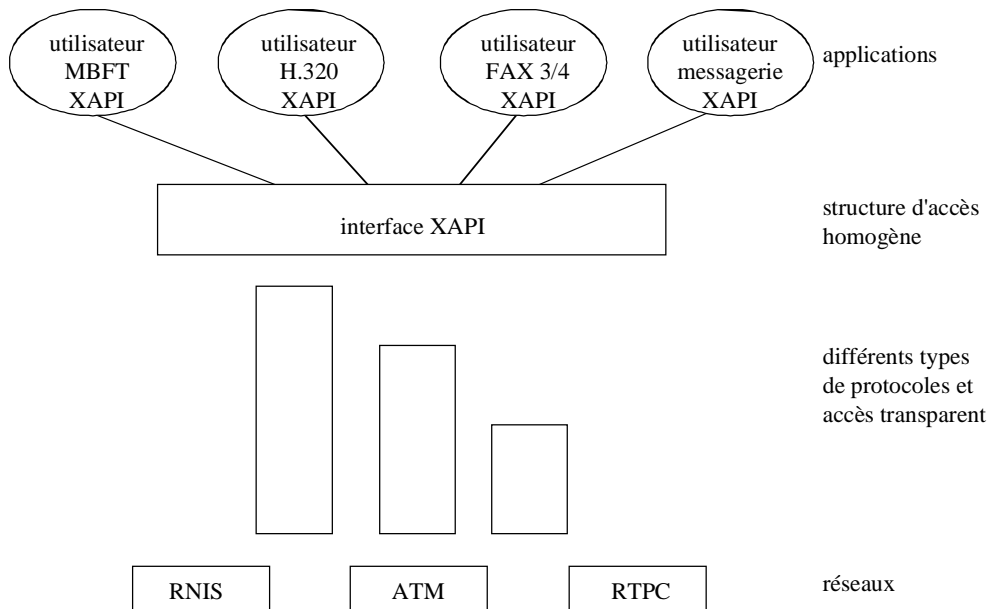 utilisateur
MBFT
XAPI
utilisateur
H.320
XAPI
utilisateur
FAX 3/4
XAPI
utilisateur
messagerie
XAPI
applications
interface XAPI
structure d'accès
homogène
différents types
de protocoles et
accès transparent
RNIS
ATM
RTPC
réseaux